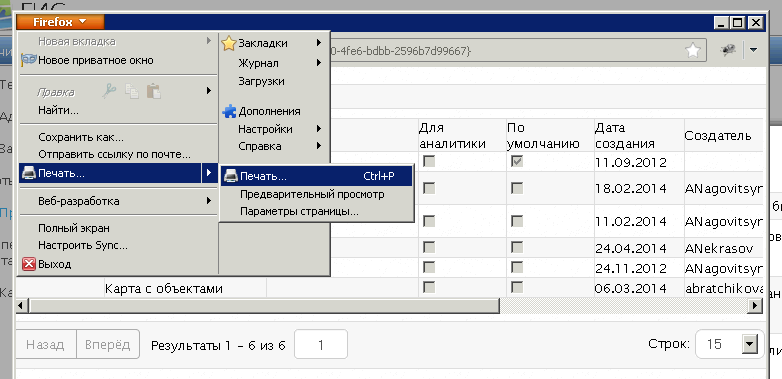 ГИС
Firefox
Новая вкладка
Новое приватное окно
Правка
Найти...
Сохранить как...
Отправить ссылку по почте...
Печать...
Веб-разработка
Полный экран
Настроить Sync...
Выход
Закладки
Журнал
Загрузки
Дополнения
Настройки
Справка
Печать... Ctrl+P
Предварительный просмотр
Параметры страницы...
0-4fe6-bdbb-2596b7d99667}
Для аналитики
По умолчанию
Дата создания
Создатель
11.09.2012
18.02.2014 ANagovitsyn
11.02.2014 ANagovitsyn
24.04.2014 ANekrasov
24.11.2012 ANagovitsyn
Карта с объектами 06.03.2014 abratchikova
Назад Вперёд Результаты 1 - 6 из 6 1 Строк: 15